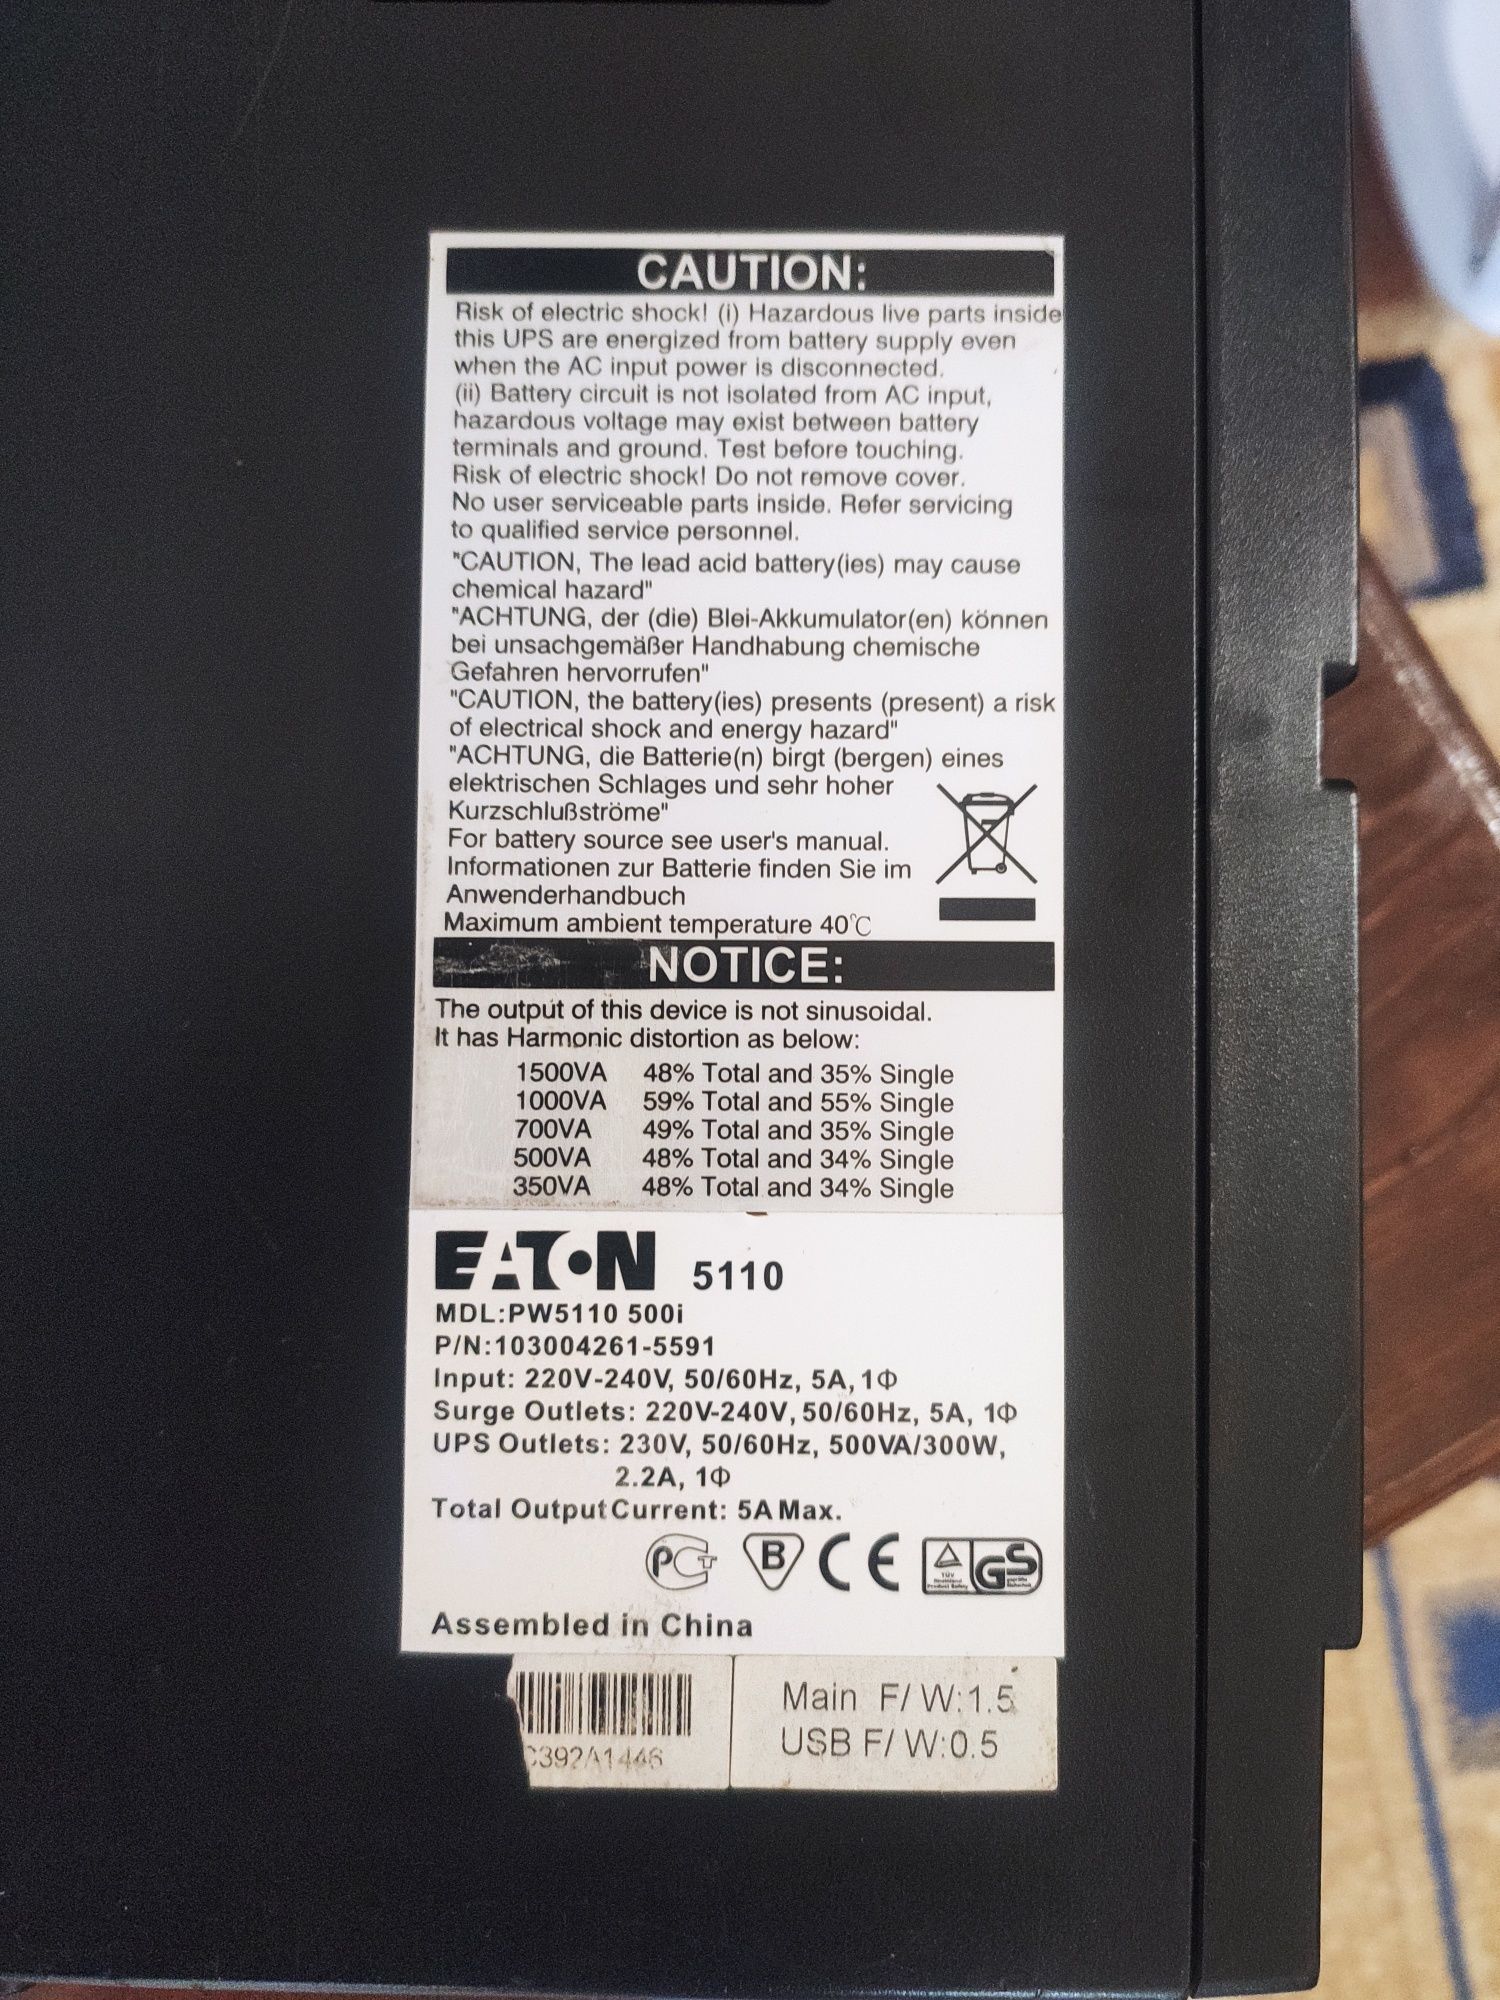 CAUTION:
Risk of electric shock! (i) Hazardous live parts inside
this UPS are energized from battery supply even
when the AC input power is disconnected.
(ii) Battery circuit is not isolated from AC input,
hazardous voltage may exist between battery
terminals and ground. Test before touching.
Risk of electric shock! Do not remove cover.
No user serviceable parts inside. Refer servicing
to qualified service personnel.
"CAUTION, The lead acid battery(ies) may cause
chemical hazard"
"ACHTUNG, der (die) Blei-Akkumulator(en) können
bei unsachgemäßer Handhabung chemische
Gefahren hervorrufen"
"CAUTION, the battery(ies) presents (present) a risk
of electrical shock and energy hazard"
"ACHTUNG, die Batterie(n) birgt (bergen) eines
elektrischen Schlages und sehr hoher
Kurzschlußströme"
For battery source see user's manual.
Informationen zur Batterie finden Sie im
Anwenderhandbuch
Maximum ambient temperature 40℃
NOTICE:
The output of this device is not sinusoidal.
It has Harmonic distortion as below:
1500VA 48% Total and 35% Single
1000VA 59% Total and 55% Single
700VA 49% Total and 35% Single
500VA 48% Total and 34% Single
350VA 48% Total and 34% Single
EATON 5110
MDL:PW5110 500i
P/N:103004261-5591
Input: 220V-240V, 50/60Hz, 5A, 1Φ
Surge Outlets: 220V-240V, 50/60Hz, 5A, 1Φ
UPS Outlets: 230V, 50/60Hz, 500VA/300W,
2.2A, 1Φ
Total Output Current: 5A Max.
PCT B CE TÜV GS
Assembled in China
Main F/W:1.5
USB F/W:0.5